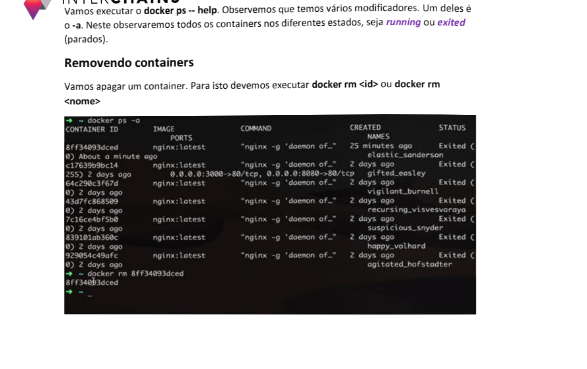 INTERCHAINS
Vamos executar o docker ps -- help. Observemos que temos vários modificadores. Um deles é
o -a. Neste observaremos todos os containers nos diferentes estados, seja running ou exited
(parados).
Removendo containers
Vamos apagar um container. Para isto devemos executar docker rm <id> ou docker rm
<nome>
➜ ~ docker ps -a
CONTAINER ID IMAGE COMMAND CREATED STATUS
PORTS NAMES
8ff34093dced nginx:latest "nginx -g 'daemon of…" 25 minutes ago Exited (
0) About a minute ago elastic_sanderson
c17639b9bc14 nginx:latest "nginx -g 'daemon of…" 2 days ago Exited (
255) 2 days ago 0.0.0.0:3000->80/tcp, 0.0.0.0:8080->80/tcp gifted_easley
64c290c3f67d nginx:latest "nginx -g 'daemon of…" 2 days ago Exited (
0) 2 days ago vigilant_burnell
43d7fc868509 nginx:latest "nginx -g 'daemon of…" 2 days ago Exited (
0) 2 days ago recursing_visvesvaraya
7c16ce4bf5b0 nginx:latest "nginx -g 'daemon of…" 2 days ago Exited (
0) 2 days ago suspicious_snyder
839101ab360c nginx:latest "nginx -g 'daemon of…" 2 days ago Exited (
0) 2 days ago happy_volhard
929054c49afc nginx:latest "nginx -g 'daemon of…" 2 days ago Exited (
0) 2 days ago agitated_hofstadter
➜ ~ docker rm 8ff34093dced
8ff34093dced
➜ ~ _